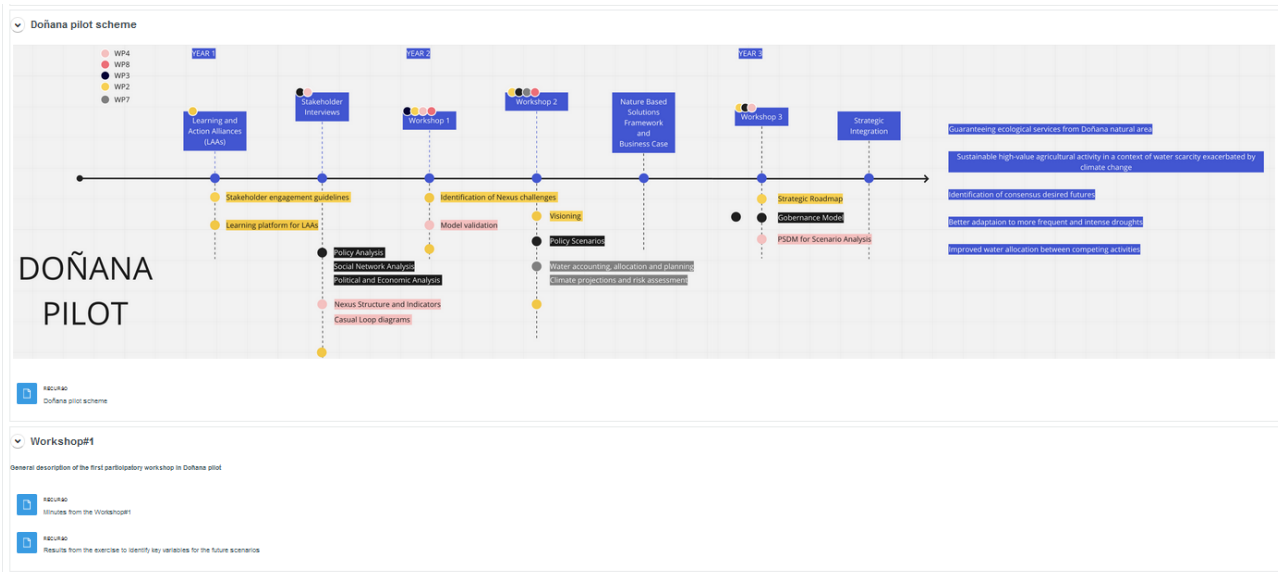 Doñana pilot scheme
WP4
WP8
WP3
WP2
WP7
YEAR 1
YEAR 2
YEAR 3
Learning and
Action Alliances
(LAAs)
Stakeholder
Interviews
Workshop 1
Workshop 2
Nature Based
Solutions
Framework
and
Business Case
Workshop 3
Strategic
Integration
Stakeholder engagement guidelines
Learning platform for LAAs
Policy Analysis
Social Network Analysis
Political and Economic Analysis
Nexus Structure and Indicators
Casual Loop diagrams
Identification of Nexus challenges
Model validation
Visioning
Policy Scenarios
Water accounting, allocation and planning
Climate projections and risk assessment
Strategic Roadmap
Gobernance Model
PSDM for Scenario Analysis
Guaranteeing ecological services from Doñana natural area
Sustainable high-value agricultural activity in a context of water scarcity exacerbated by
climate change
Identification of consensus desired futures
Better adaptaion to more frequent and intense droughts
Improved water allocation between competing activities
DOÑANA
PILOT
RECURSO
Doñana pilot scheme
Workshop#1
General description of the first participatory workshop in Doñana pilot
RECURSO
Minutes from the Workshop#1
RECURSO
Results from the exercise to identify key variables for the future scenarios